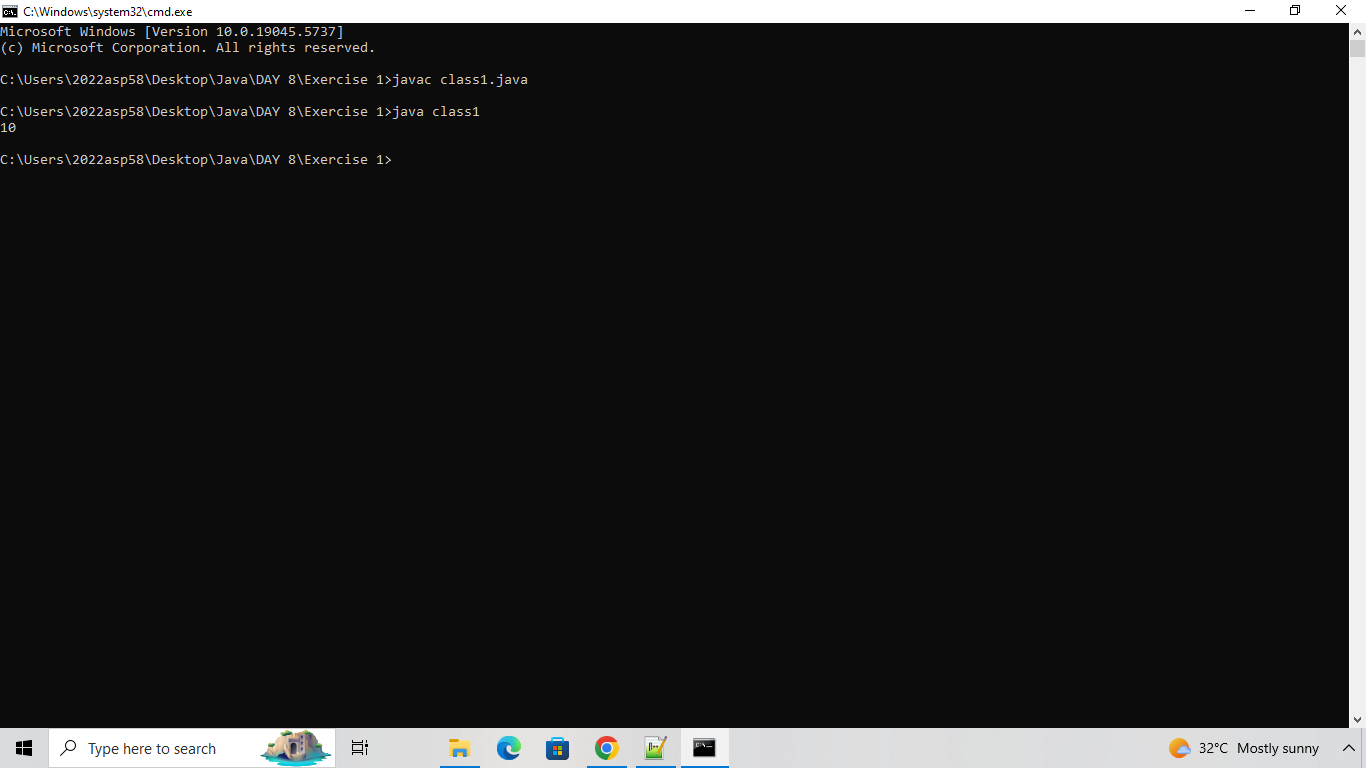 C:\Windows\system32\cmd.exe
Microsoft Windows [Version 10.0.19045.5737]
(c) Microsoft Corporation. All rights reserved.
C:\Users\2022asp58\Desktop\Java\DAY 8\Exercise 1>javac class1.java
C:\Users\2022asp58\Desktop\Java\DAY 8\Exercise 1>java class1
10
C:\Users\2022asp58\Desktop\Java\DAY 8\Exercise 1>
Type here to search
32°C Mostly sunny